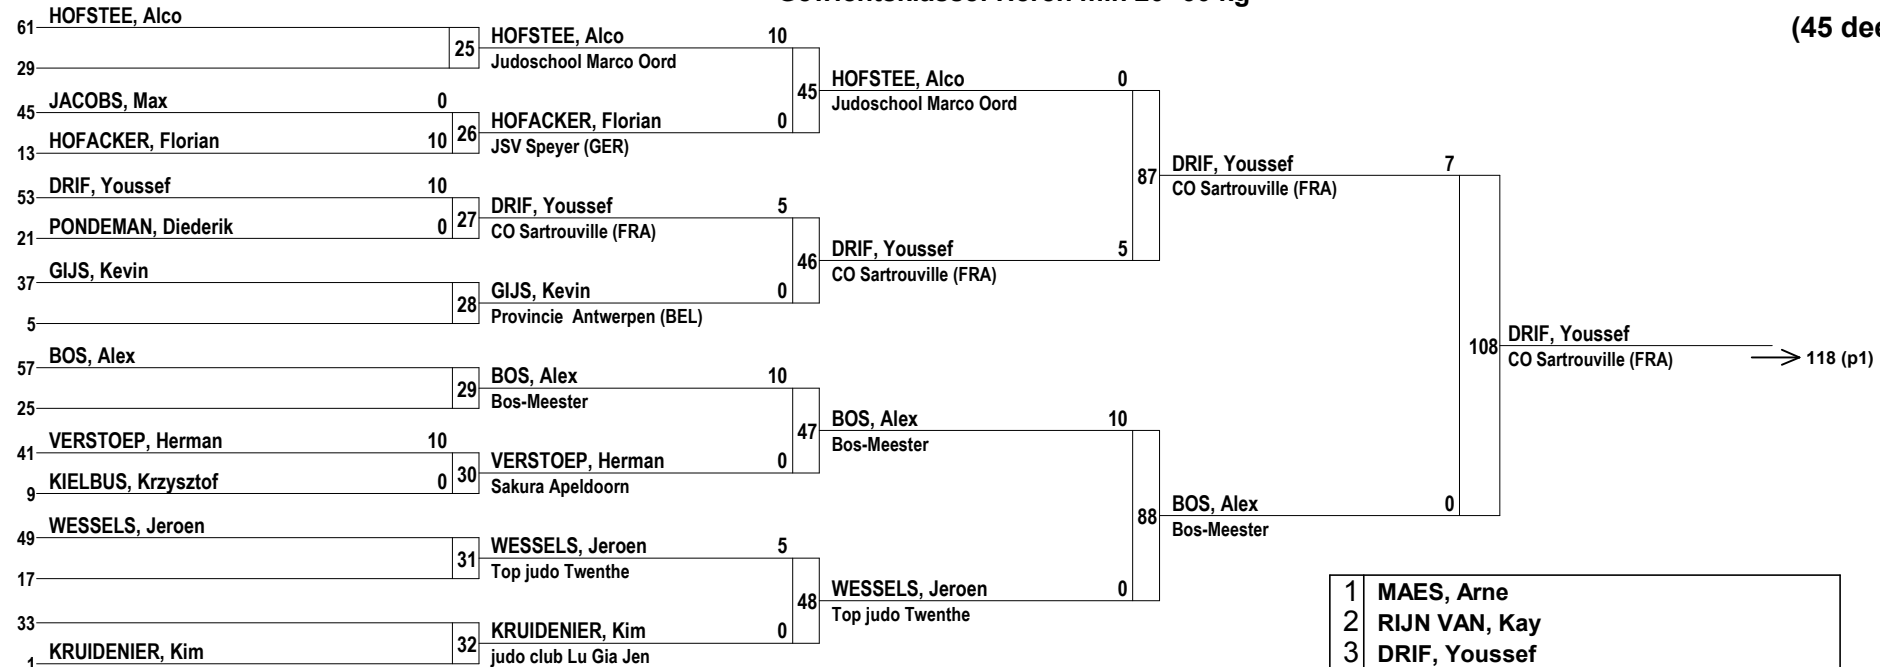 (45 dee
61
HOFSTEE, Alco
29
25
HOFSTEE, Alco 10
Judoschool Marco Oord
45
JACOBS, Max 0
13
HOFACKER, Florian 10
26
HOFACKER, Florian 0
JSV Speyer (GER)
45
HOFSTEE, Alco 0
Judoschool Marco Oord
53
DRIF, Youssef 10
21
PONDEMAN, Diederik 0
27
DRIF, Youssef 5
CO Sartrouville (FRA)
37
GIJS, Kevin
5
28
GIJS, Kevin 0
Provincie Antwerpen (BEL)
46
DRIF, Youssef 5
CO Sartrouville (FRA)
87
DRIF, Youssef 7
CO Sartrouville (FRA)
57
BOS, Alex
25
29
BOS, Alex 10
Bos-Meester
41
VERSTOEP, Herman 10
9
KIELBUS, Krzysztof 0
30
VERSTOEP, Herman 0
Sakura Apeldoorn
47
BOS, Alex 10
Bos-Meester
49
WESSELS, Jeroen
17
31
WESSELS, Jeroen 5
Top judo Twenthe
33
1
KRUIDENIER, Kim
32
KRUIDENIER, Kim 0
judo club Lu Gia Jen
48
WESSELS, Jeroen 0
Top judo Twenthe
88
BOS, Alex 0
Bos-Meester
108
DRIF, Youssef
CO Sartrouville (FRA)
118 (p1)
1 MAES, Arne
2 RIJN VAN, Kay
3 DRIF, Youssef